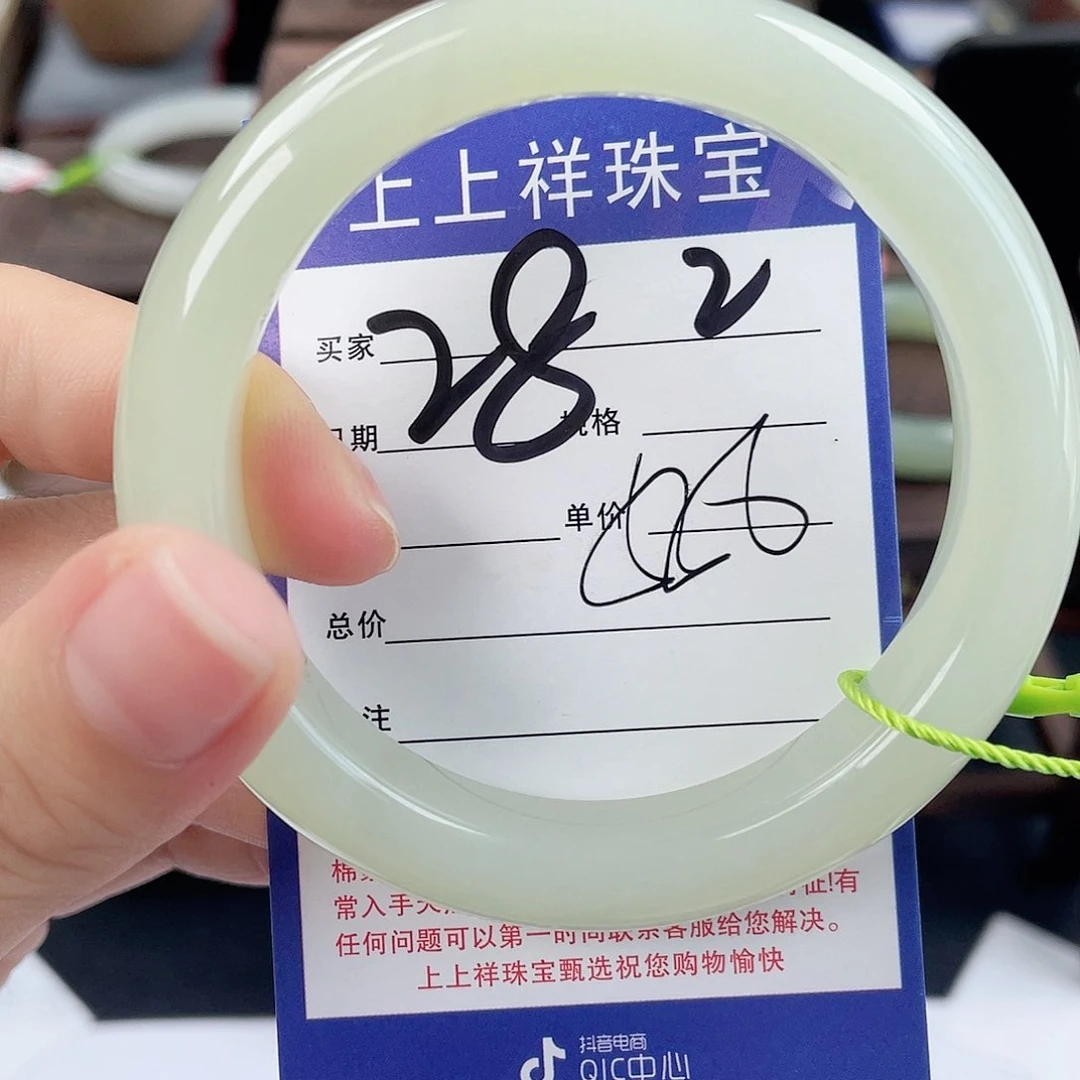 上上祥珠宝
28 2
买家
期 格
单价
总价
注
棉
征!有
常入手
任何问题可以第一时间联系客服给您解决。
上上祥珠宝甄选祝您购物愉快
抖音电商
QIC中心